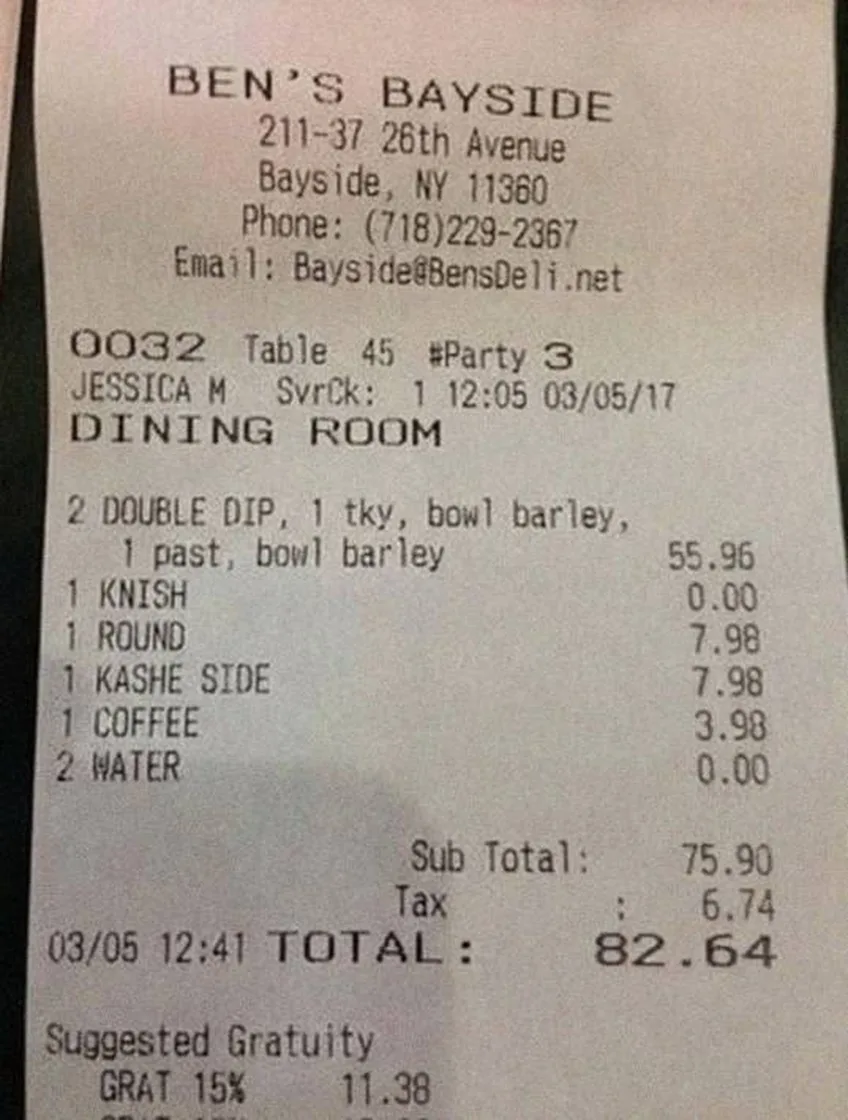 BEN'S BAYSIDE
211-37 26th Avenue
Bayside, NY 11360
Phone: (718)229-2367
Email: Bayside@BensDeli.net
0032 Table 45 #Party 3
JESSICA M SvrCk: 1 12:05 03/05/17
DINING ROOM
2 DOUBLE DIP, 1 tky, bowl barley,
1 past, bowl barley 55.96
1 KNISH 0.00
1 ROUND 7.98
1 KASHE SIDE 7.98
1 COFFEE 3.98
2 WATER 0.00
Sub Total: 75.90
Tax : 6.74
03/05 12:41 TOTAL: 82.64
Suggested Gratuity
GRAT 15% 11.38